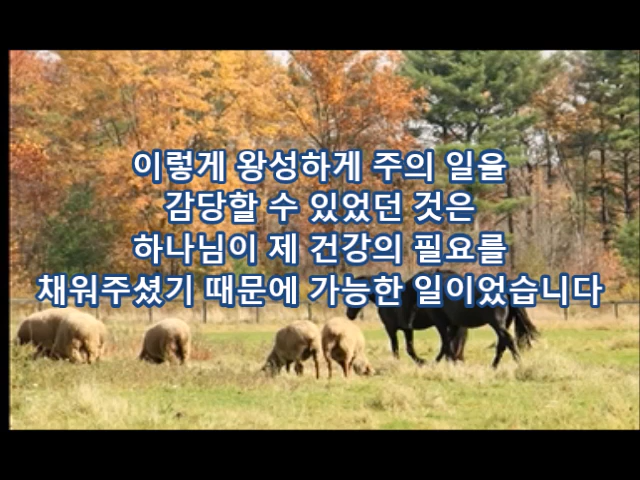 이렇게 왕성하게 주의 일을
감당할 수 있었던 것은
하나님이 제 건강의 필요를
채워주셨기 때문에 가능한 일이었습니다